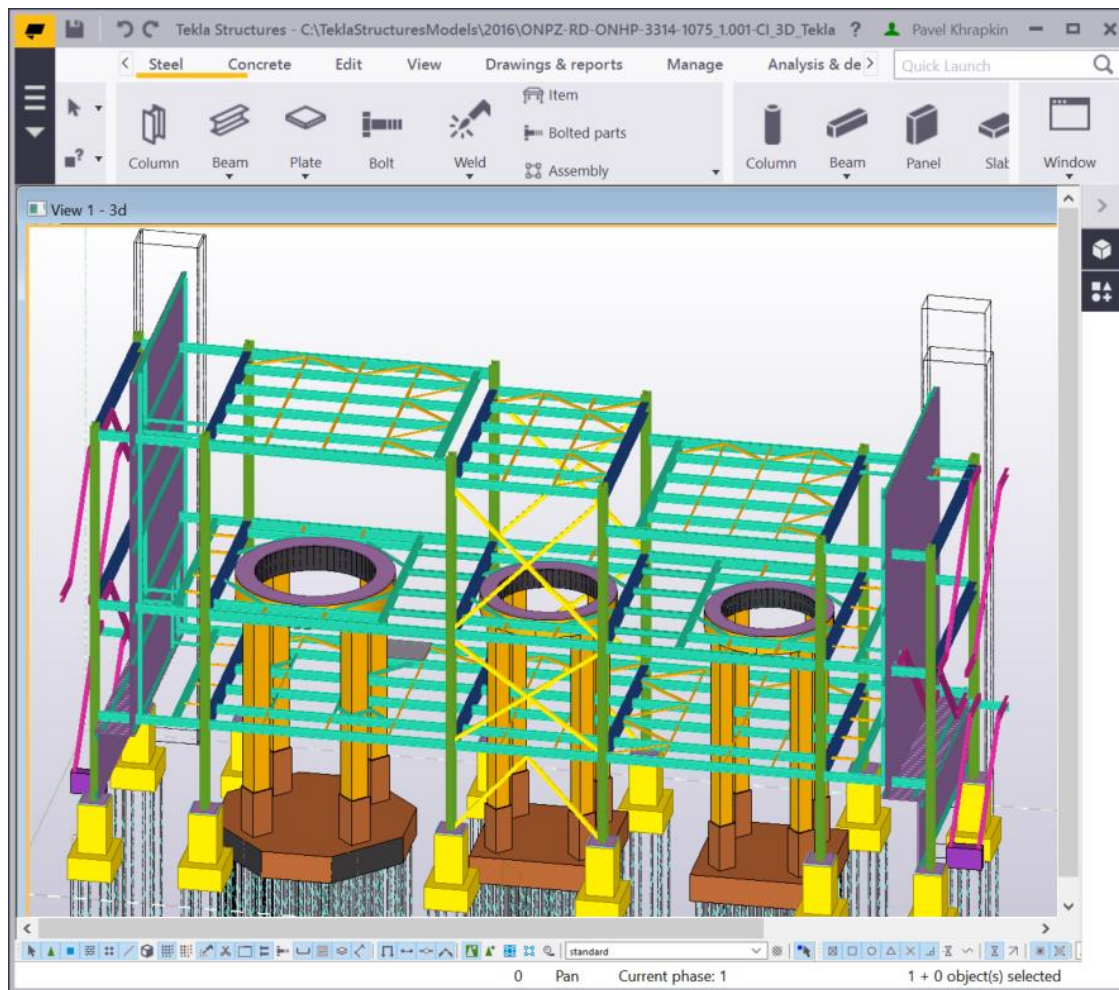 Tekla Structures - C:\TeklaStructuresModels\2016\ONPZ-RD-ONHP-3314-1075_1.001-CI_3D_Tekla ? Pavel Khrapkin
Steel Concrete Edit View Drawings & reports Manage Analysis & de Quick Launch
Item
Bolted parts
Assembly
Column Beam Plate Bolt Weld Column Beam Panel Slab Window
View 1 - 3d
standard
0 Pan Current phase: 1 1 + 0 object(s) selected